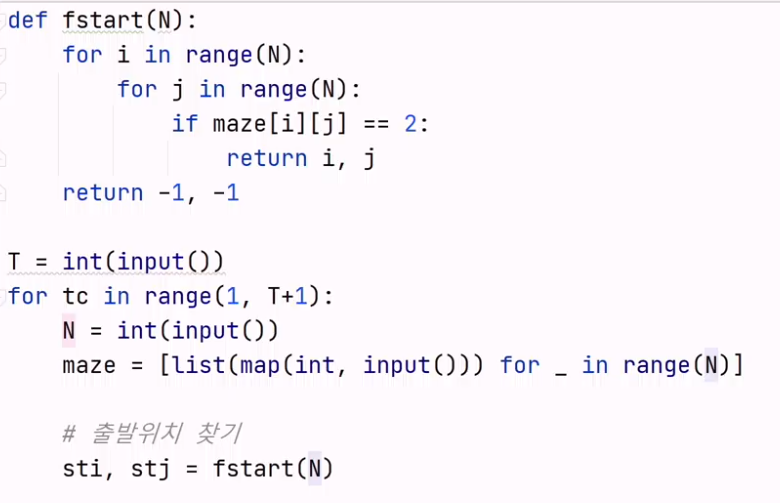 def fstart(N):
    for i in range(N):
        for j in range(N):
            if maze[i][j] == 2:
                return i, j
    return -1, -1

T = int(input())
for tc in range(1, T+1):
    N = int(input())
    maze = [list(map(int, input())) for _ in range(N)]

    # 출발위치 찾기
    sti, stj = fstart(N)